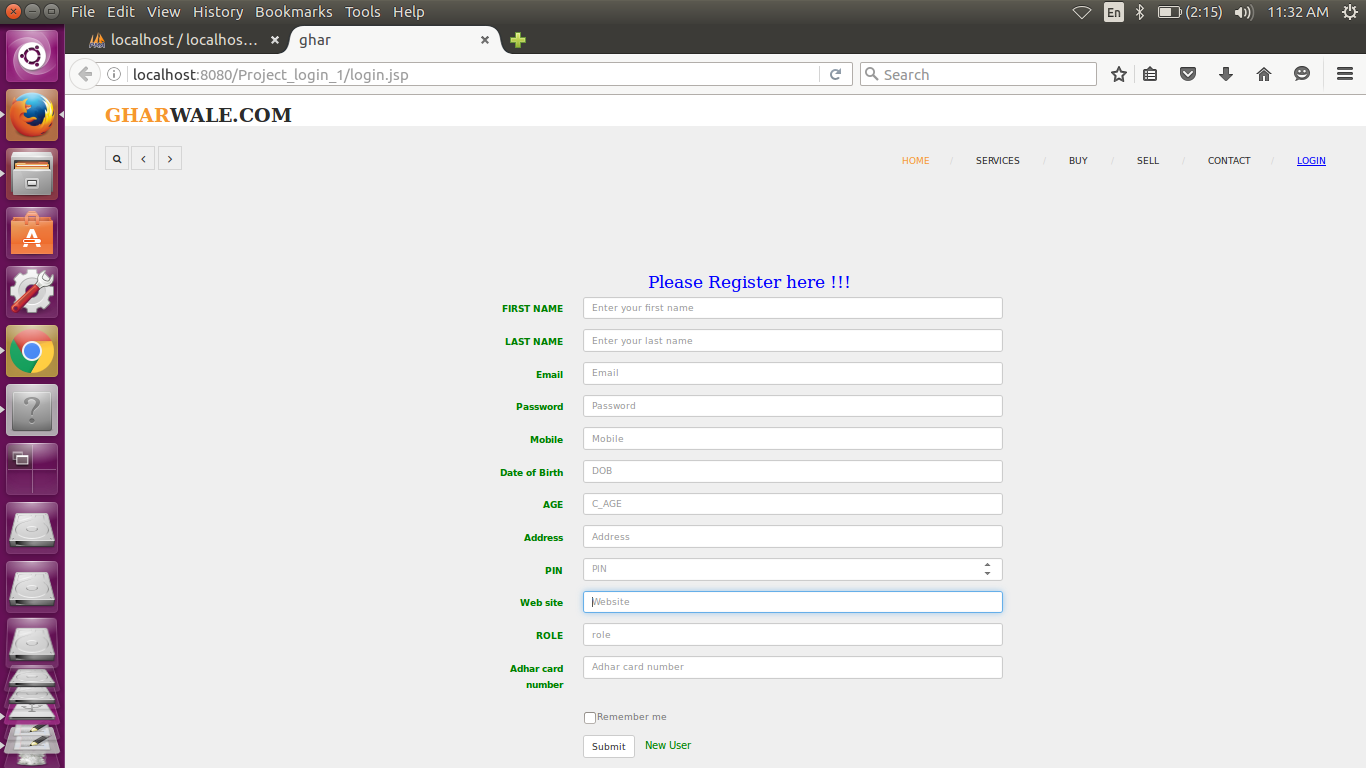 File Edit View History Bookmarks Tools Help
En (2:15) 11:32 AM
localhost / localhos... ghar
localhost:8080/Project_login_1/login.jsp Search
GHARWALE.COM
HOME / SERVICES / BUY / SELL / CONTACT / LOGIN
Please Register here !!!
FIRST NAME Enter your first name
LAST NAME Enter your last name
Email Email
Password Password
Mobile Mobile
Date of Birth DOB
AGE C_AGE
Address Address
PIN PIN
Web site Website
ROLE role
Adhar card Adhar card number
number
Remember me
Submit New User